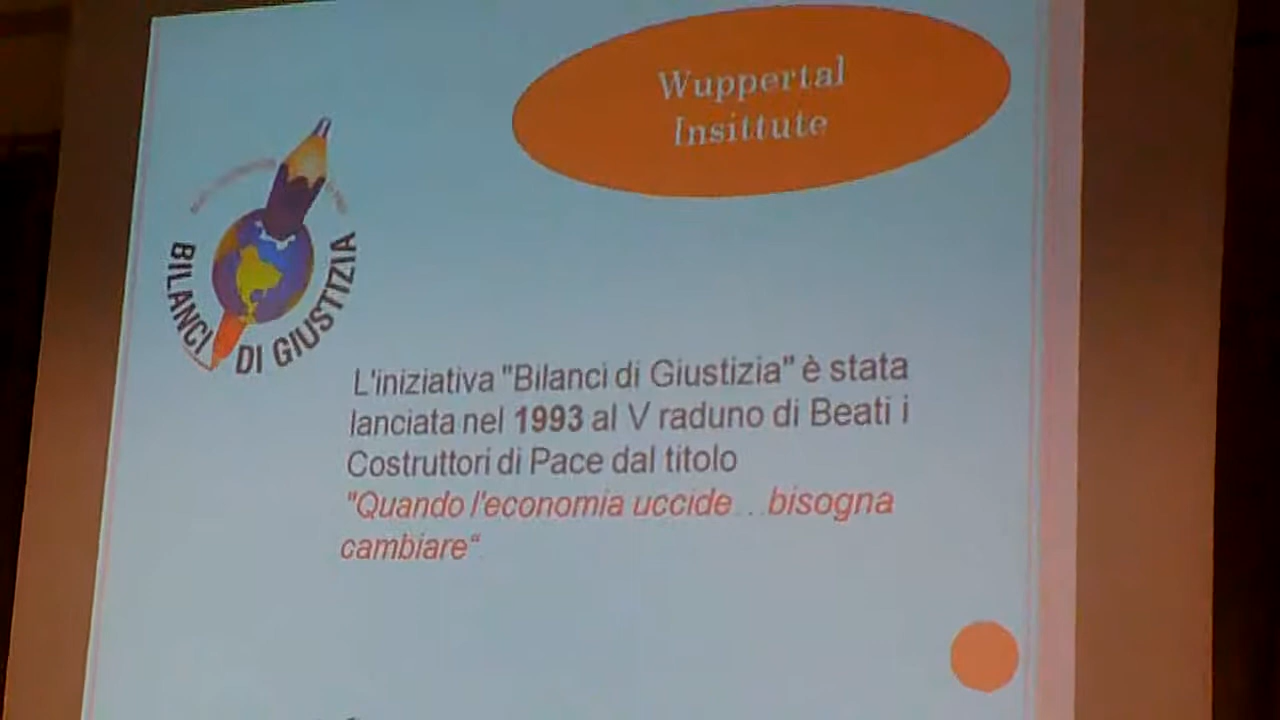 Wuppertal
Insittute
BILANCI DI GIUSTIZIA
L'iniziativa "Bilanci di Giustizia" è stata
lanciata nel 1993 al V raduno di Beati i
Costruttori di Pace dal titolo
"Quando l'economia uccide...bisogna
cambiare“